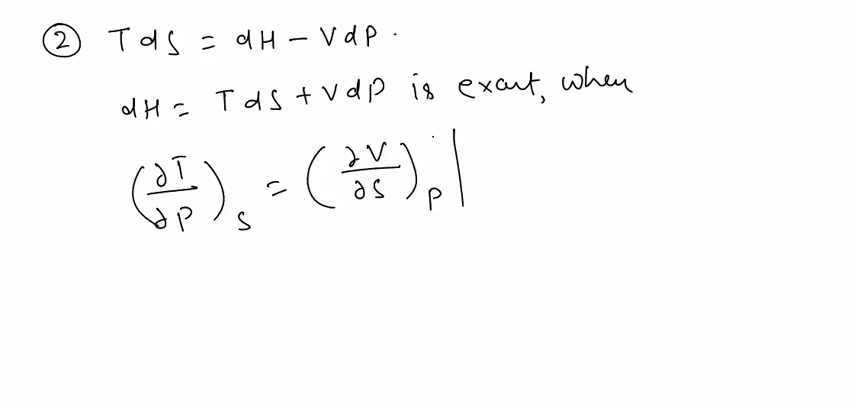 ② TdS = dH − VdP.
dH = TdS + VdP is exact, when
(∂T/∂P)_S = (∂V/∂S)_P |